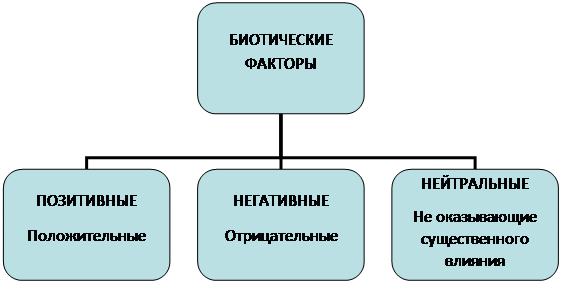 БИОТИЧЕСКИЕ
ФАКТОРЫ
ПОЗИТИВНЫЕ
Положительные
НЕГАТИВНЫЕ
Отрицательные
НЕЙТРАЛЬНЫЕ
Не оказывающие
существенного
влияния